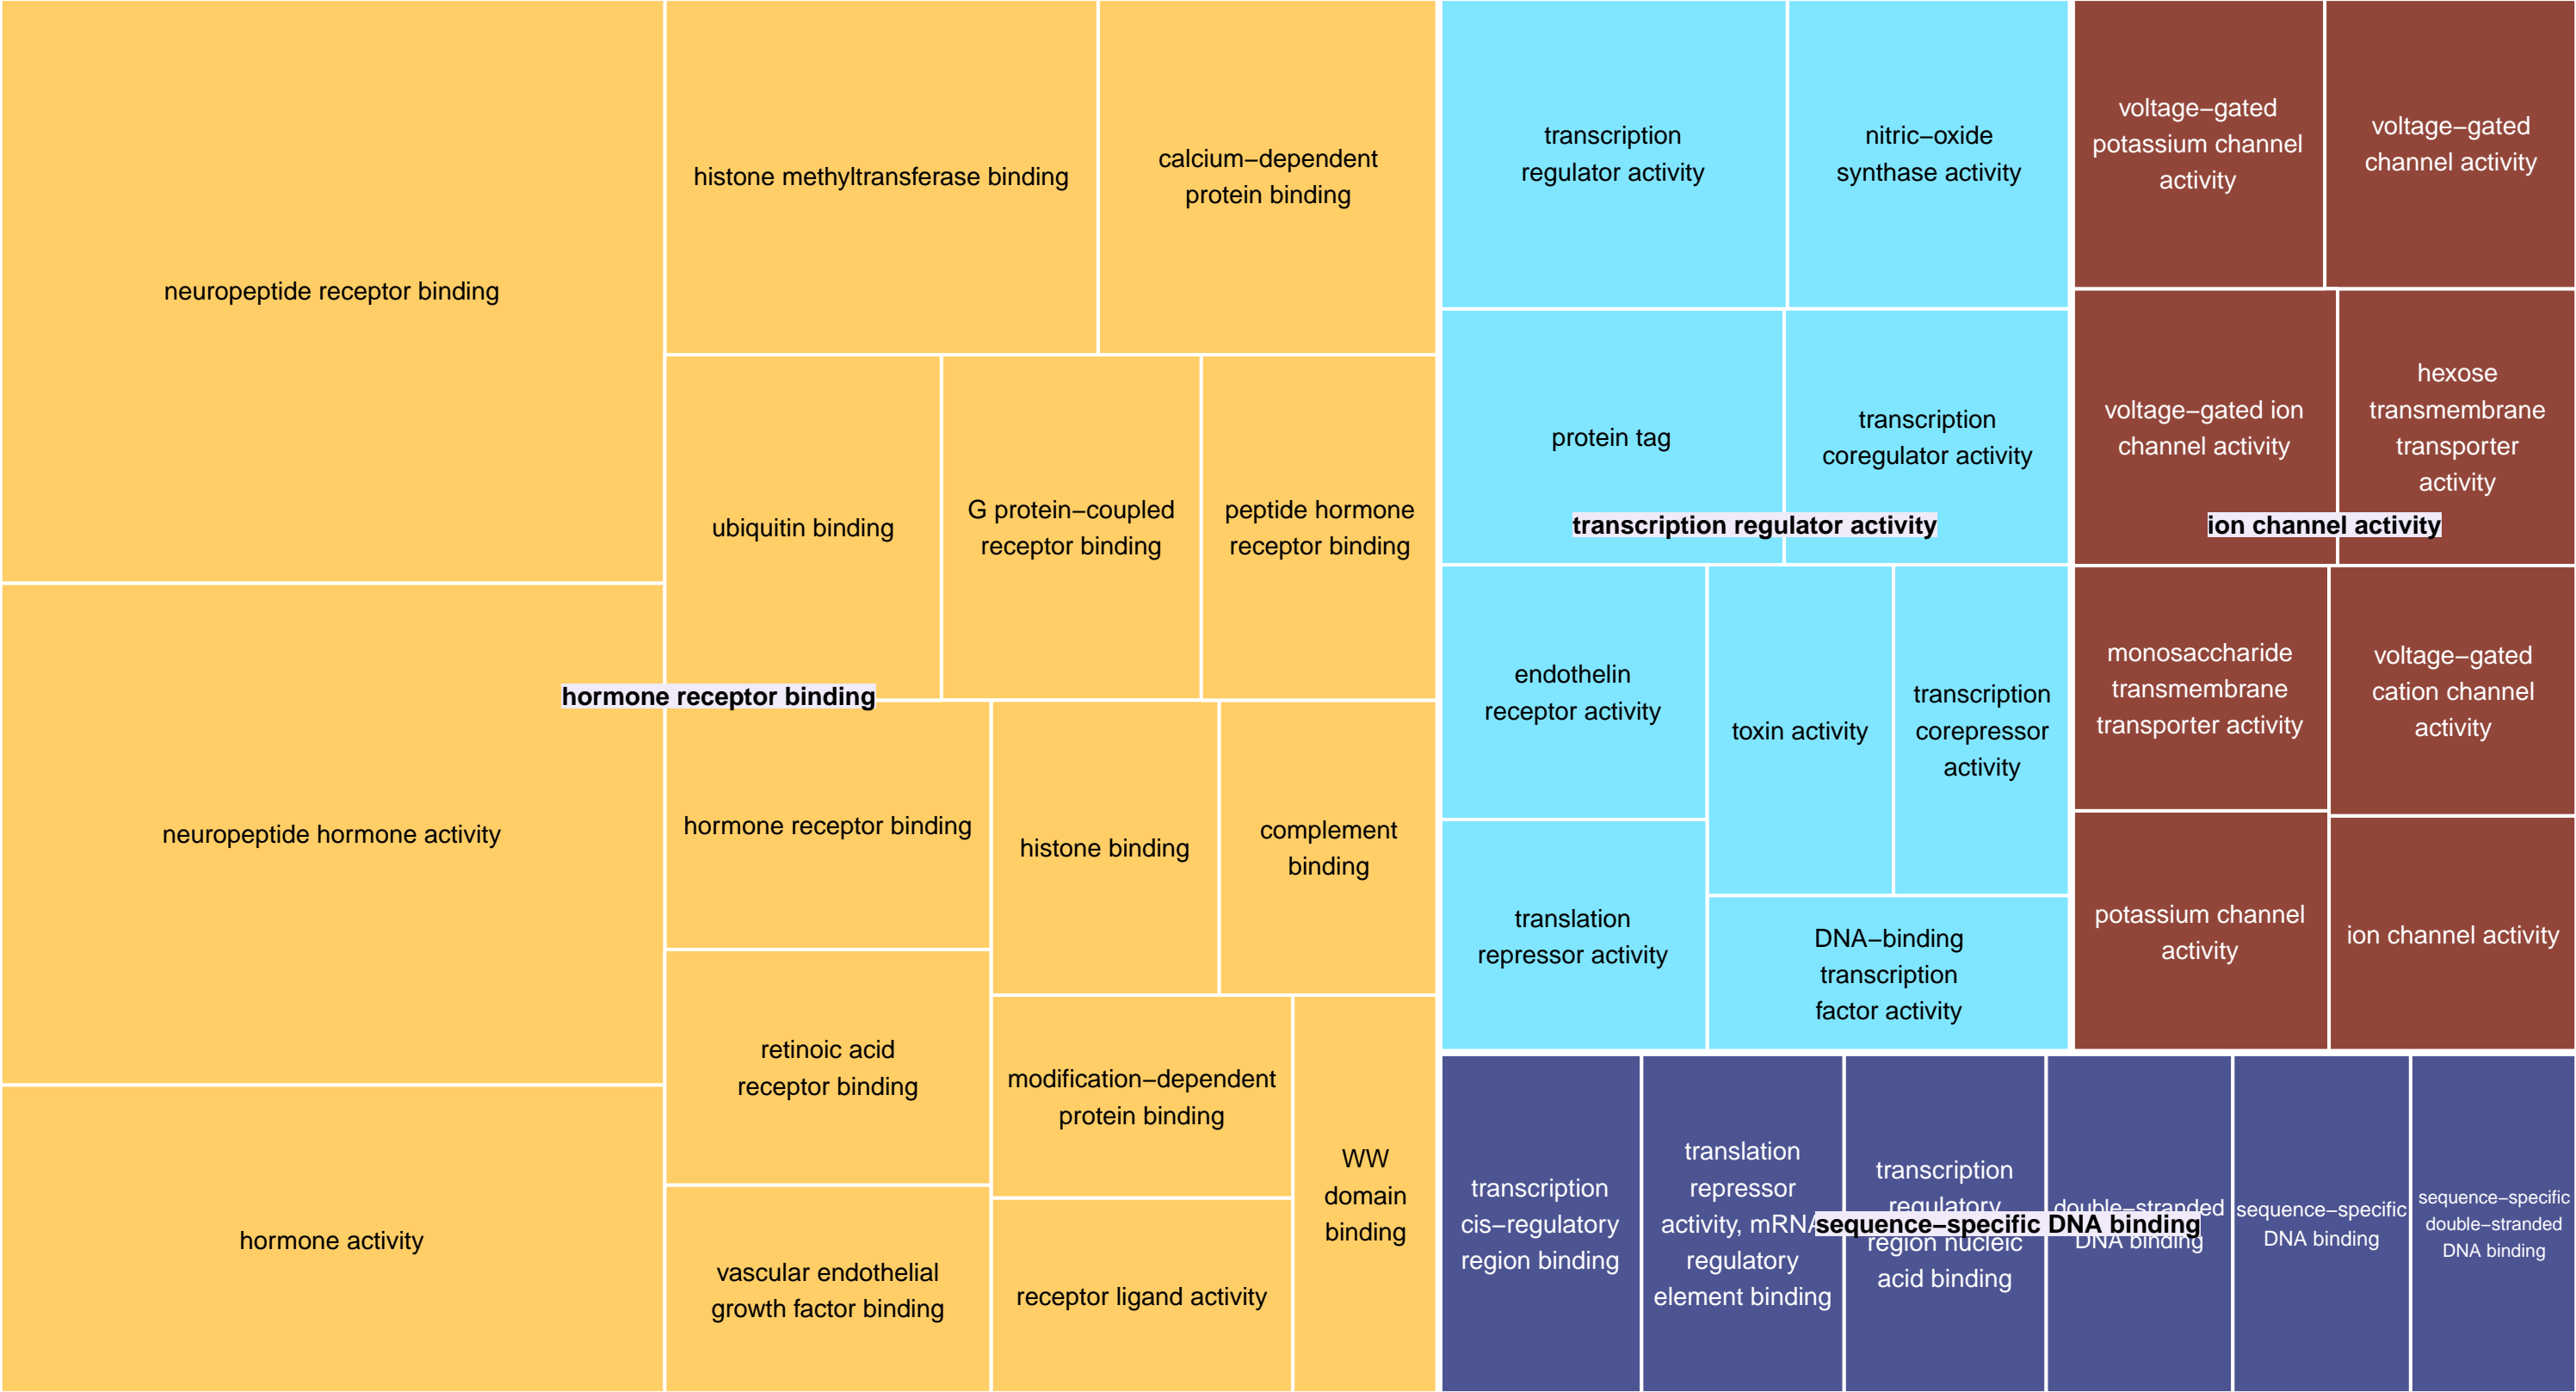 neuropeptide receptor binding
neuropeptide hormone activity
hormone activity
histone methyltransferase binding
calcium−dependent
protein binding
ubiquitin binding
G protein−coupled
receptor binding
peptide hormone
receptor binding
hormone receptor binding
hormone receptor binding
histone binding
complement
binding
retinoic acid
receptor binding
modification−dependent
protein binding
WW
domain
binding
vascular endothelial
growth factor binding
receptor ligand activity
transcription
regulator activity
nitric−oxide
synthase activity
protein tag
transcription
coregulator activity
transcription regulator activity
endothelin
receptor activity
toxin activity
transcription
corepressor
activity
translation
repressor activity
DNA−binding
transcription
factor activity
voltage−gated
potassium channel
activity
voltage−gated
channel activity
voltage−gated ion
channel activity
hexose
transmembrane
transporter
activity
ion channel activity
monosaccharide
transmembrane
transporter activity
voltage−gated
cation channel
activity
potassium channel
activity
ion channel activity
transcription
cis−regulatory
region binding
translation
repressor
activity, mRNA
regulatory
element binding
transcription
regulatory
region nucleic
acid binding
sequence−specific DNA binding
double−stranded
DNA binding
sequence−specific
DNA binding
sequence−specific
double−stranded
DNA binding